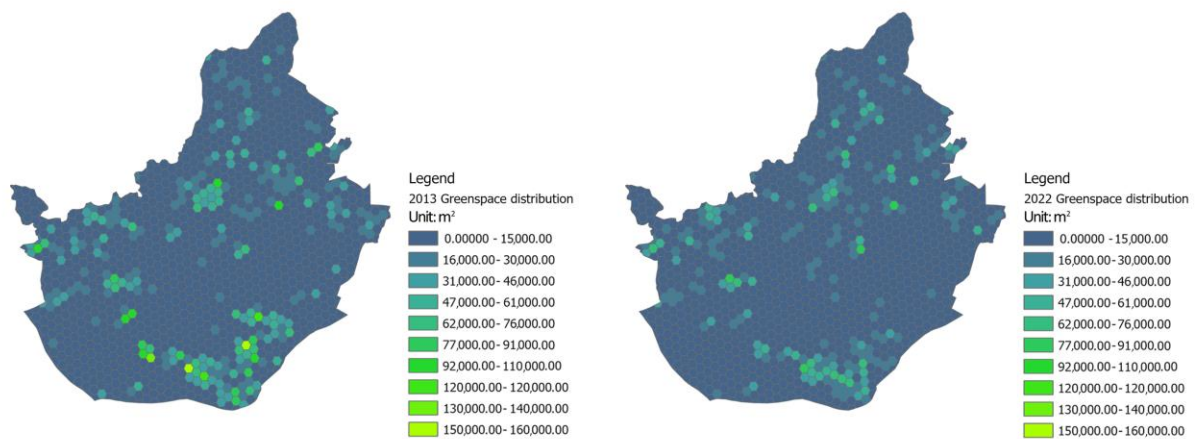 Legend
2013 Greenspace distribution
Unit: m²
0.00000 - 15,000.00
16,000.00 - 30,000.00
31,000.00 - 46,000.00
47,000.00 - 61,000.00
62,000.00 - 76,000.00
77,000.00 - 91,000.00
92,000.00 - 110,000.00
120,000.00 - 120,000.00
130,000.00 - 140,000.00
150,000.00 - 160,000.00
Legend
2022 Greenspace distribution
Unit: m²
0.00000 - 15,000.00
16,000.00 - 30,000.00
31,000.00 - 46,000.00
47,000.00 - 61,000.00
62,000.00 - 76,000.00
77,000.00 - 91,000.00
92,000.00 - 110,000.00
120,000.00 - 120,000.00
130,000.00 - 140,000.00
150,000.00 - 160,000.00